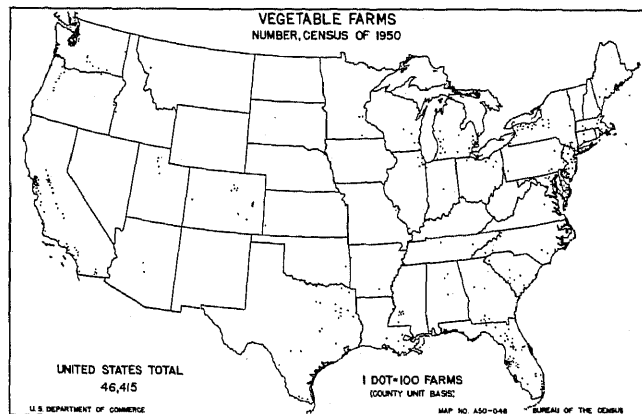 VEGETABLE FARMS
NUMBER, CENSUS OF 1950
UNITED STATES TOTAL
46,415
1 DOT=100 FARMS
(COUNTY UNIT BASIS)
U.S. DEPARTMENT OF COMMERCE
MAP NO. A50-048
BUREAU OF THE CENSUS